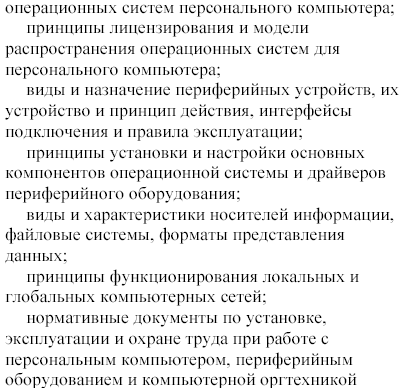 операционных систем персонального компьютера;
принципы лицензирования и модели
распространения операционных систем для
персонального компьютера;
виды и назначение периферийных устройств, их
устройство и принцип действия, интерфейсы
подключения и правила эксплуатации;
принципы установки и настройки основных
компонентов операционной системы и драйверов
периферийного оборудования;
виды и характеристики носителей информации,
файловые системы, форматы представления
данных;
принципы функционирования локальных и
глобальных компьютерных сетей;
нормативные документы по установке,
эксплуатации и охране труда при работе с
персональным компьютером, периферийным
оборудованием и компьютерной оргтехникой